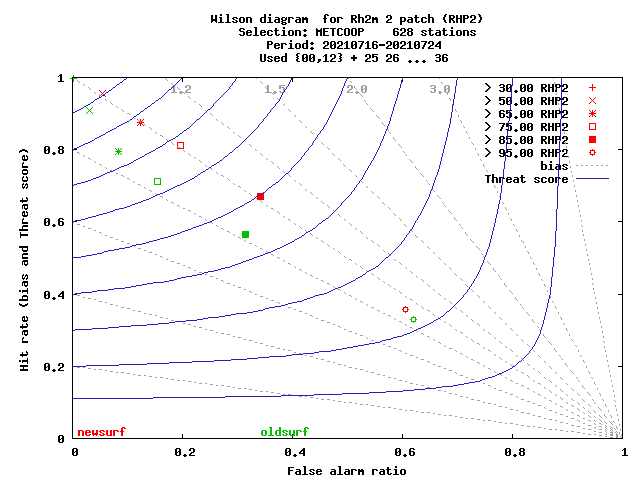 Wilson diagram  for Rh2m 2 patch (RHP2)
Selection: METCOOP    628 stations
Period: 20210716-20210724
Used {00,12} + 25 26 ... 36
1.2
1.5
2.0
3.0
> 30.00 RHP2
> 50.00 RHP2
> 65.00 RHP2
> 75.00 RHP2
> 85.00 RHP2
> 95.00 RHP2
bias
Threat score
Hit rate (bias and Threat score)
1
0.8
0.6
0.4
0.2
0
newsurf
oldsurf
0
0.2
0.4
0.6
0.8
1
False alarm ratio